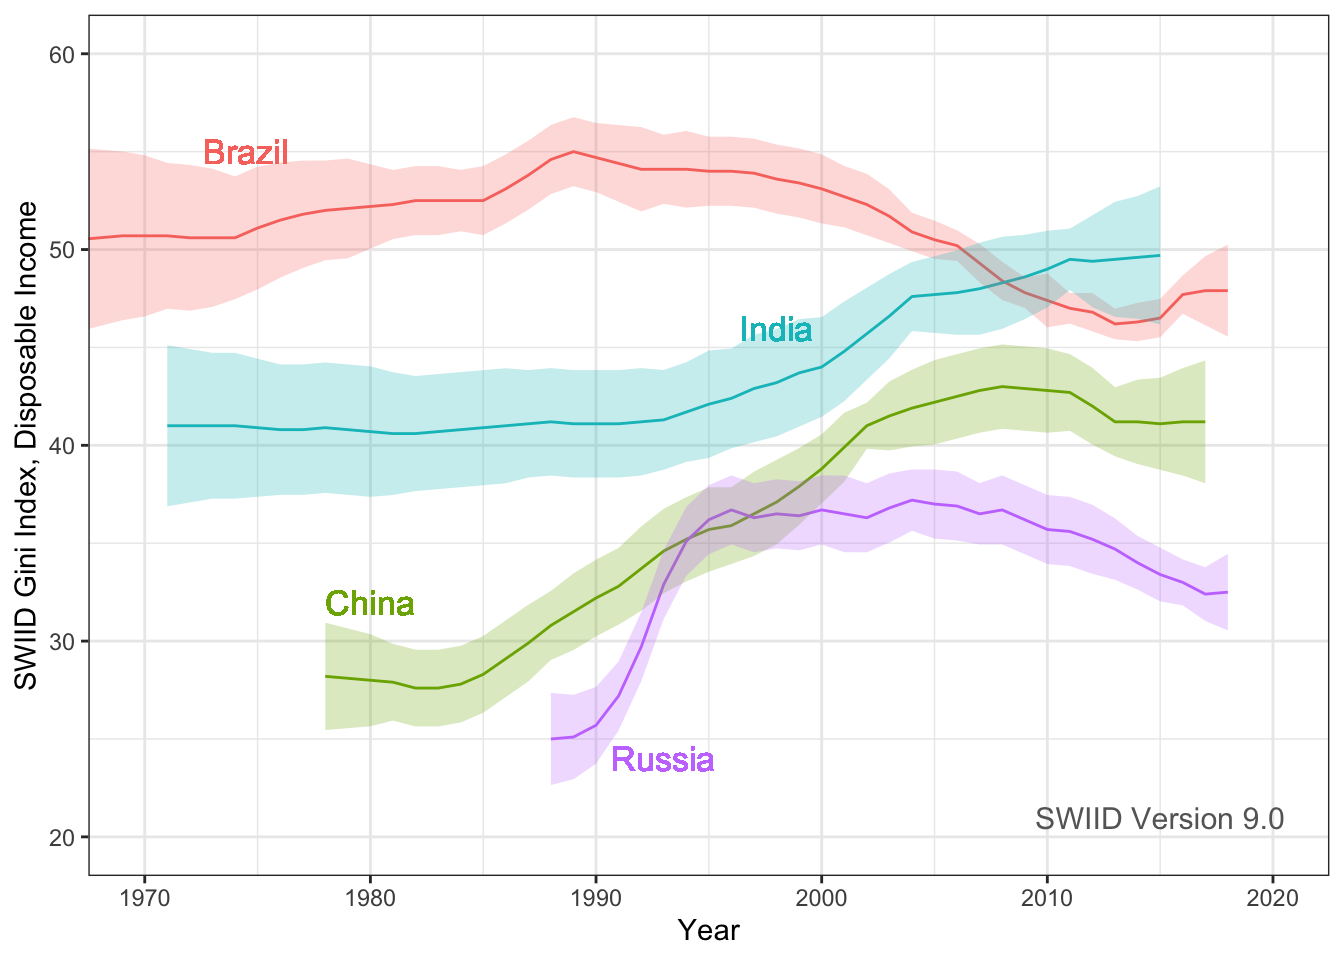 SWIID Gini Index, Disposable Income
60
50
40
30
20
Brazil
India
China
Russia
SWIID Version 9.0
1970 1980 1990 2000 2010 2020
Year